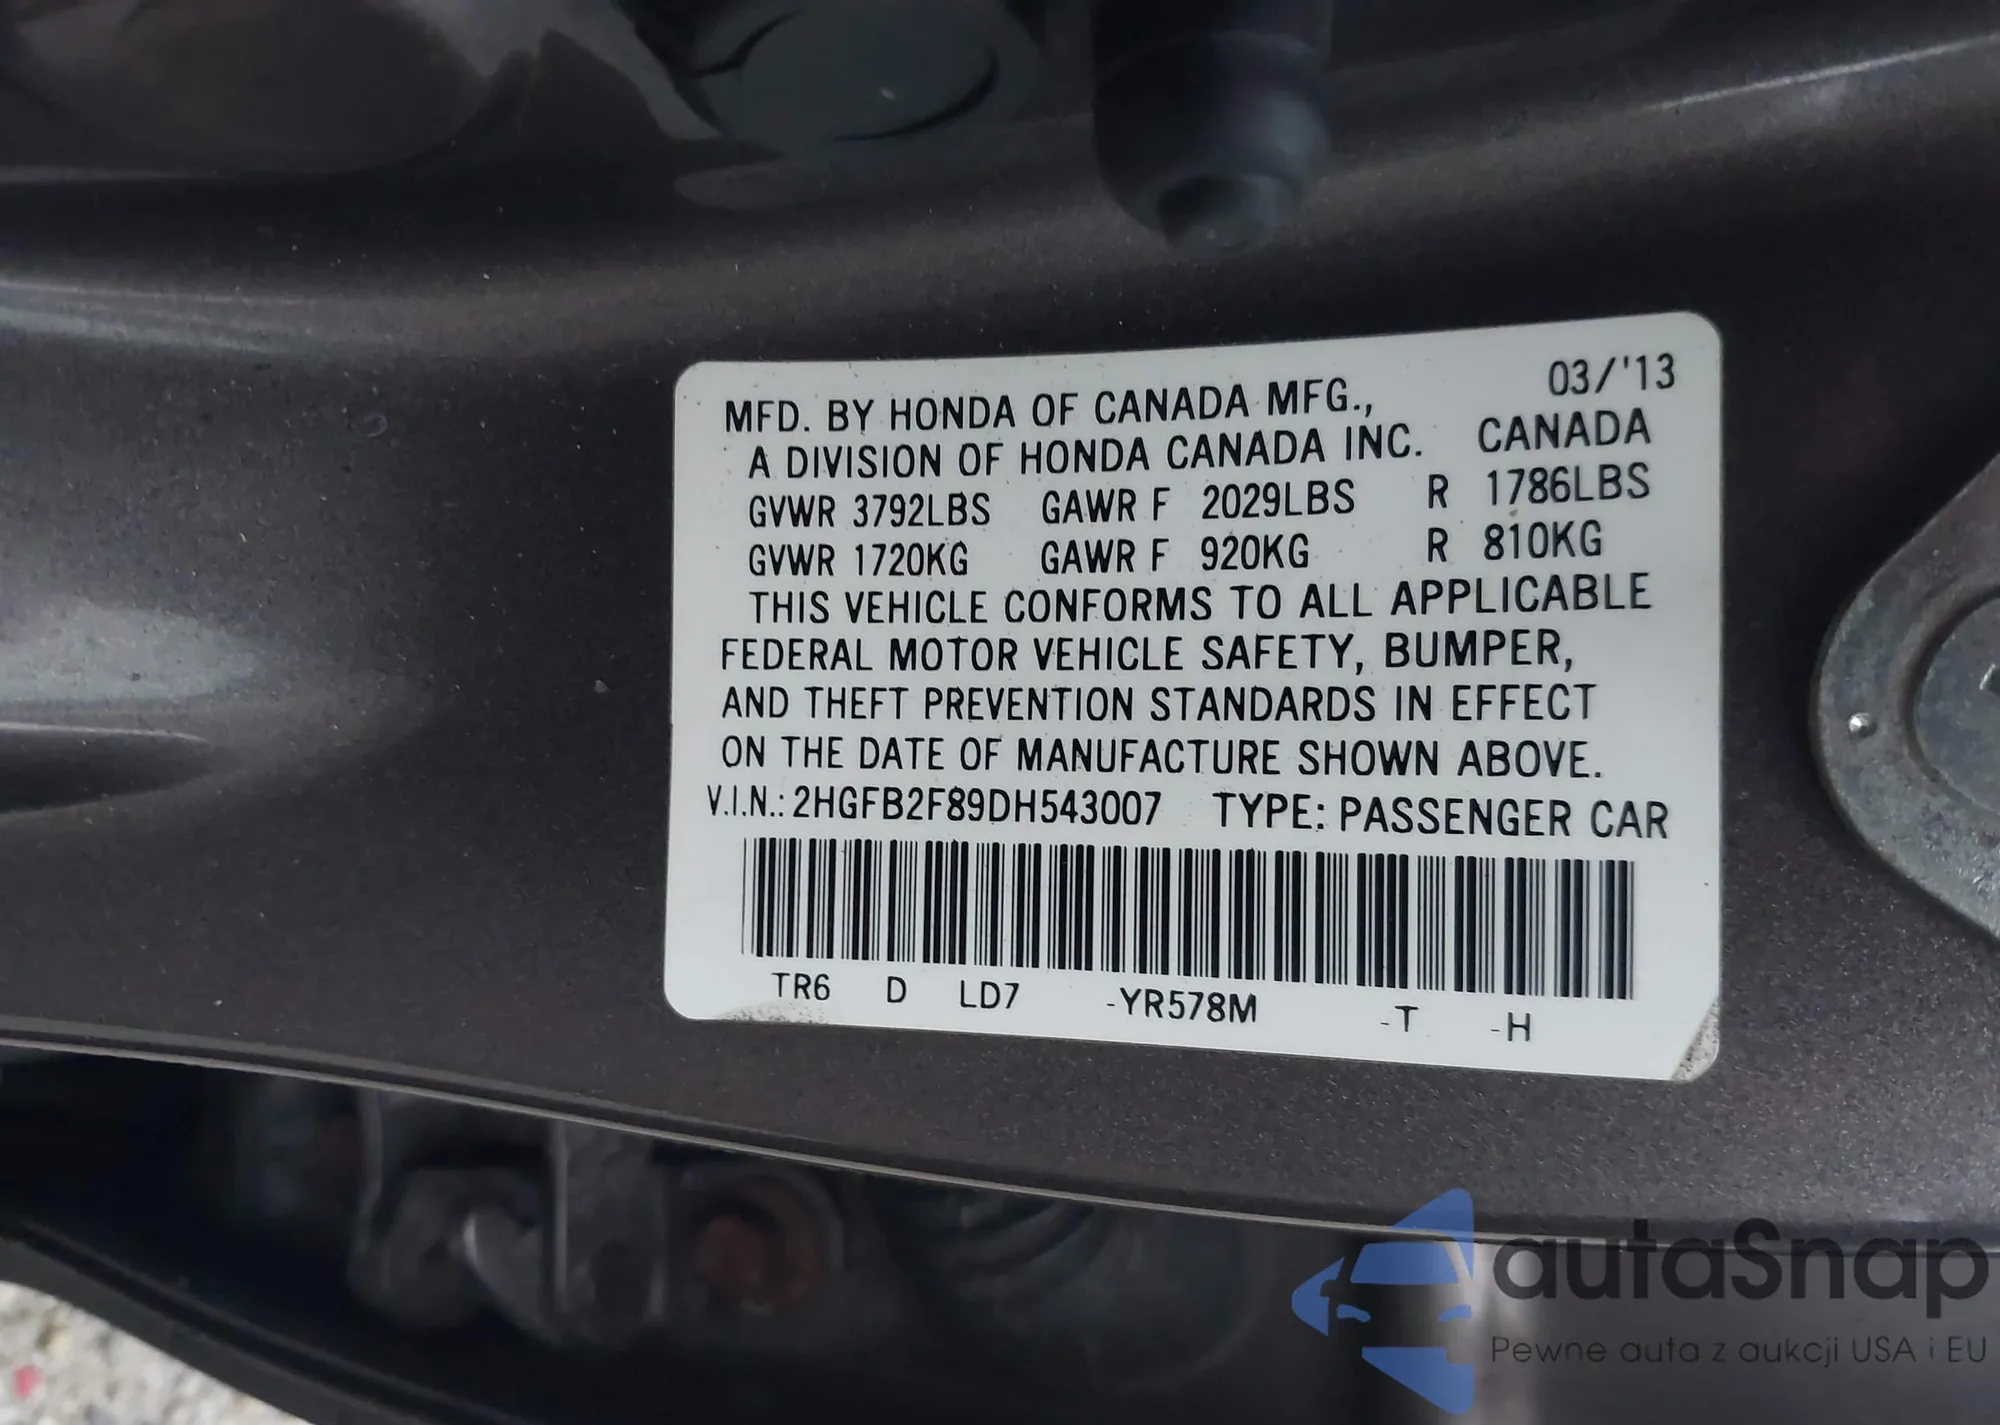 03/'13
MFD. BY HONDA OF CANADA MFG.,
A DIVISION OF HONDA CANADA INC. CANADA
GVWR 3792LBS GAWR F 2029LBS R 1786LBS
GVWR 1720KG GAWR F 920KG R 810KG
THIS VEHICLE CONFORMS TO ALL APPLICABLE
FEDERAL MOTOR VEHICLE SAFETY, BUMPER,
AND THEFT PREVENTION STANDARDS IN EFFECT
ON THE DATE OF MANUFACTURE SHOWN ABOVE.
V.I.N.: 2HGFB2F89DH543007 TYPE: PASSENGER CAR
TR6 D LD7 -YR578M -T -H
autaSnap
Pewne auta z aukcji USA i EU